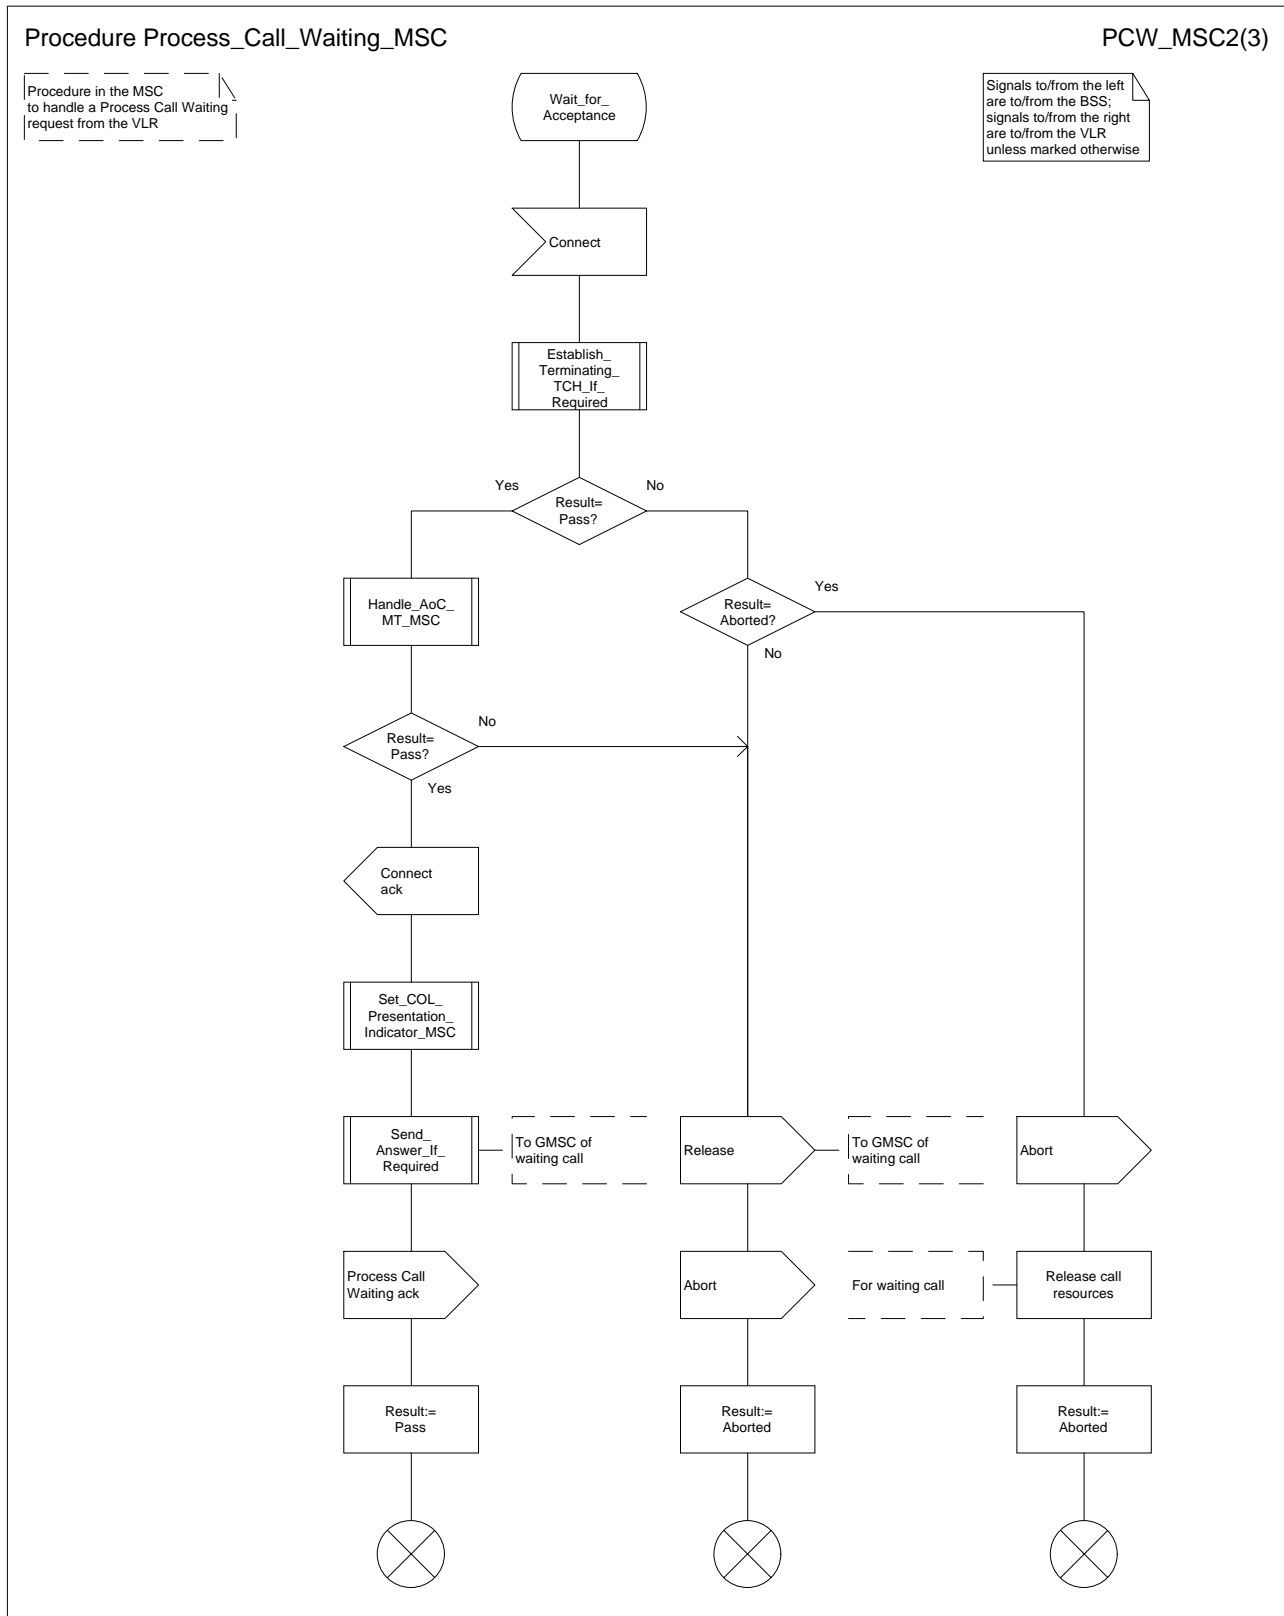 Procedure Process_Call_Waiting_MSC
PCW_MSC2(3)
Procedure in the MSC
to handle a Process Call Waiting
request from the VLR
Wait_for_
Acceptance
Signals to/from the left
are to/from the BSS;
signals to/from the right
are to/from the VLR
unless marked otherwise
Connect
Establish_
Terminating_
TCH_If_
Required
Yes
No
Result=
Pass?
Handle_AoC_
MT_MSC
Result=
Aborted?
Yes
No
Result=
Pass?
No
Yes
Connect
ack
Set_COL_
Presentation_
Indicator_MSC
Send_
Answer_If_
Required
To GMSC of
waiting call
Release
To GMSC of
waiting call
Abort
Process Call
Waiting ack
Abort
For waiting call
Release call
resources
Result:=
Pass
Result:=
Aborted
Result:=
Aborted